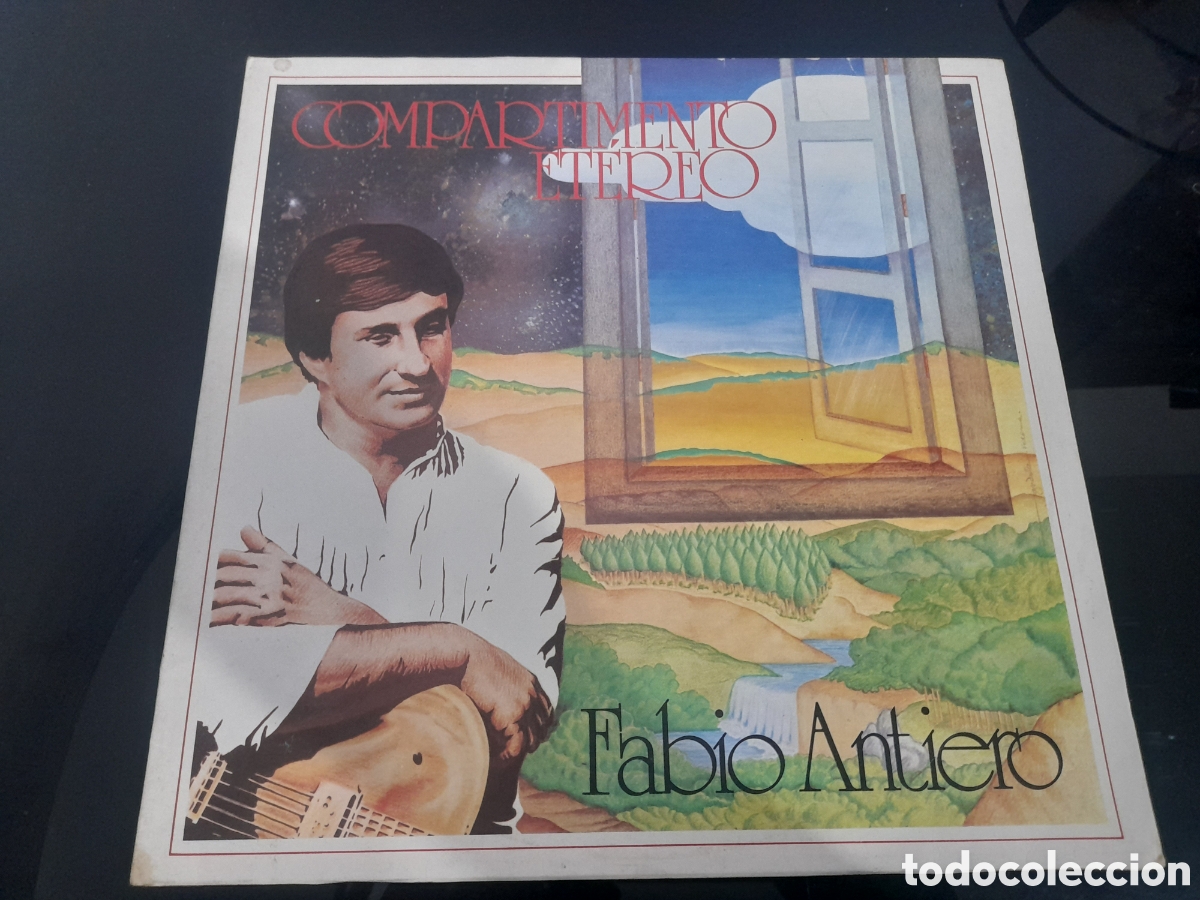 COMPARTIMENTO
ETÉREO
Fabio Antiero
todocoleccion